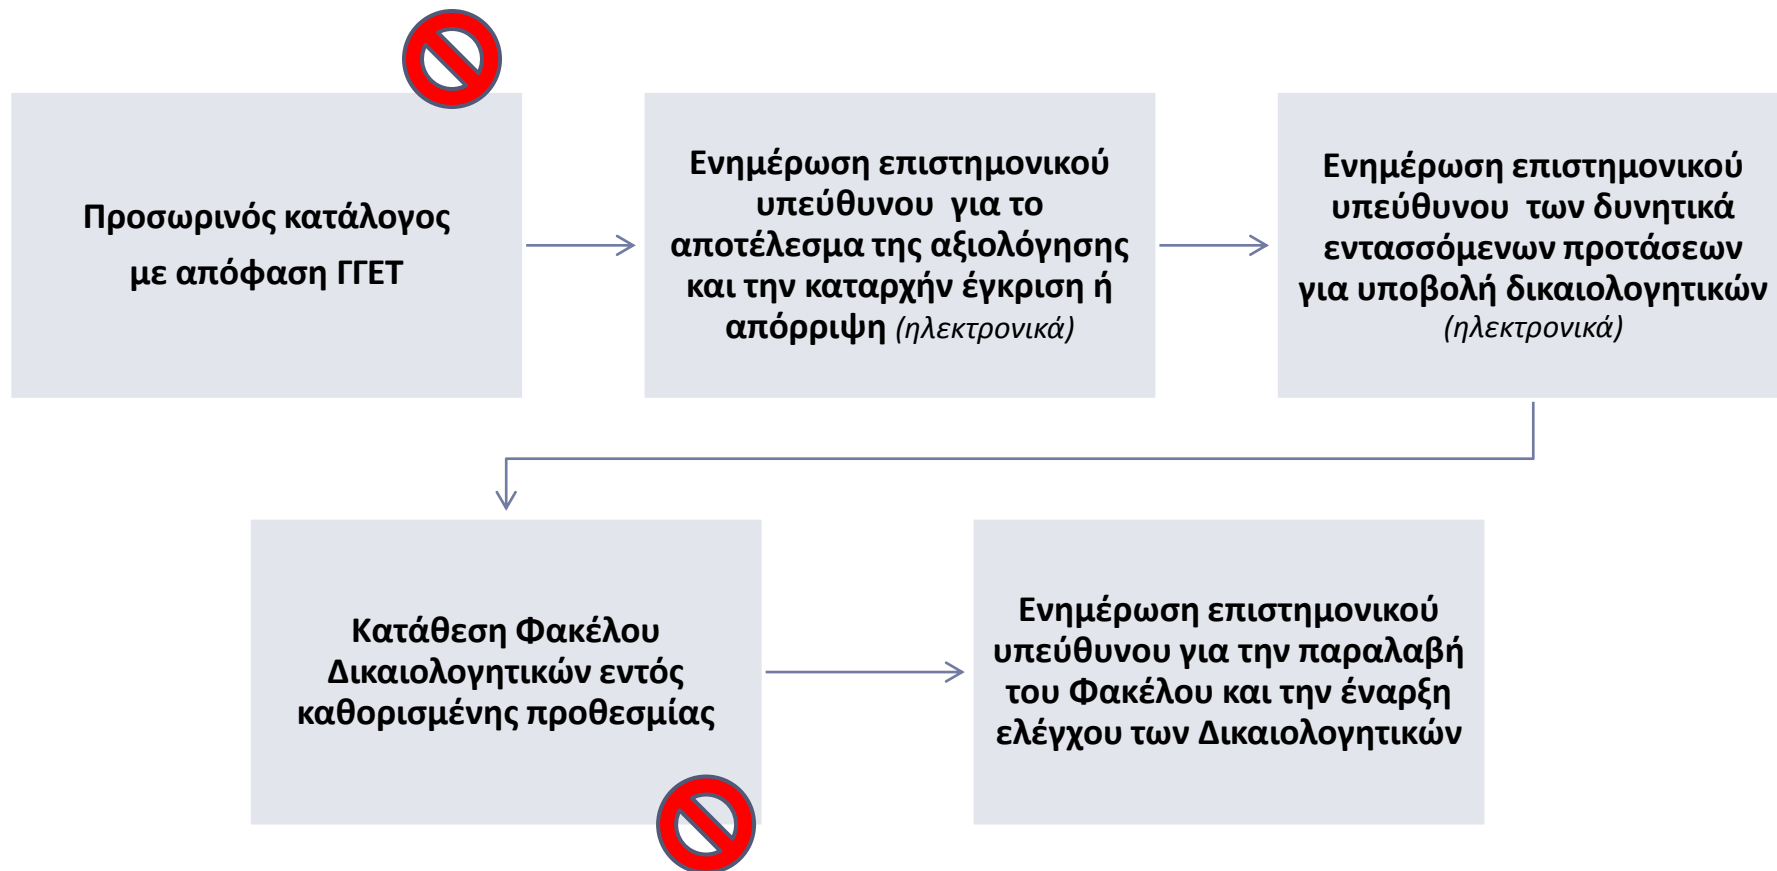 Προσωρινός κατάλογος
με απόφαση ΓΓΕΤ
Ενημέρωση επιστημονικού
υπεύθυνου  για το
αποτέλεσμα της αξιολόγησης
και την καταρχήν έγκριση ή
απόρριψη (ηλεκτρονικά)
Ενημέρωση επιστημονικού
υπεύθυνου  των δυνητικά
εντασσόμενων προτάσεων
για υποβολή δικαιολογητικών
(ηλεκτρονικά)
Κατάθεση Φακέλου
Δικαιολογητικών εντός
καθορισμένης προθεσμίας
Ενημέρωση επιστημονικού
υπεύθυνου για την παραλαβή
του Φακέλου και την έναρξη
ελέγχου των Δικαιολογητικών